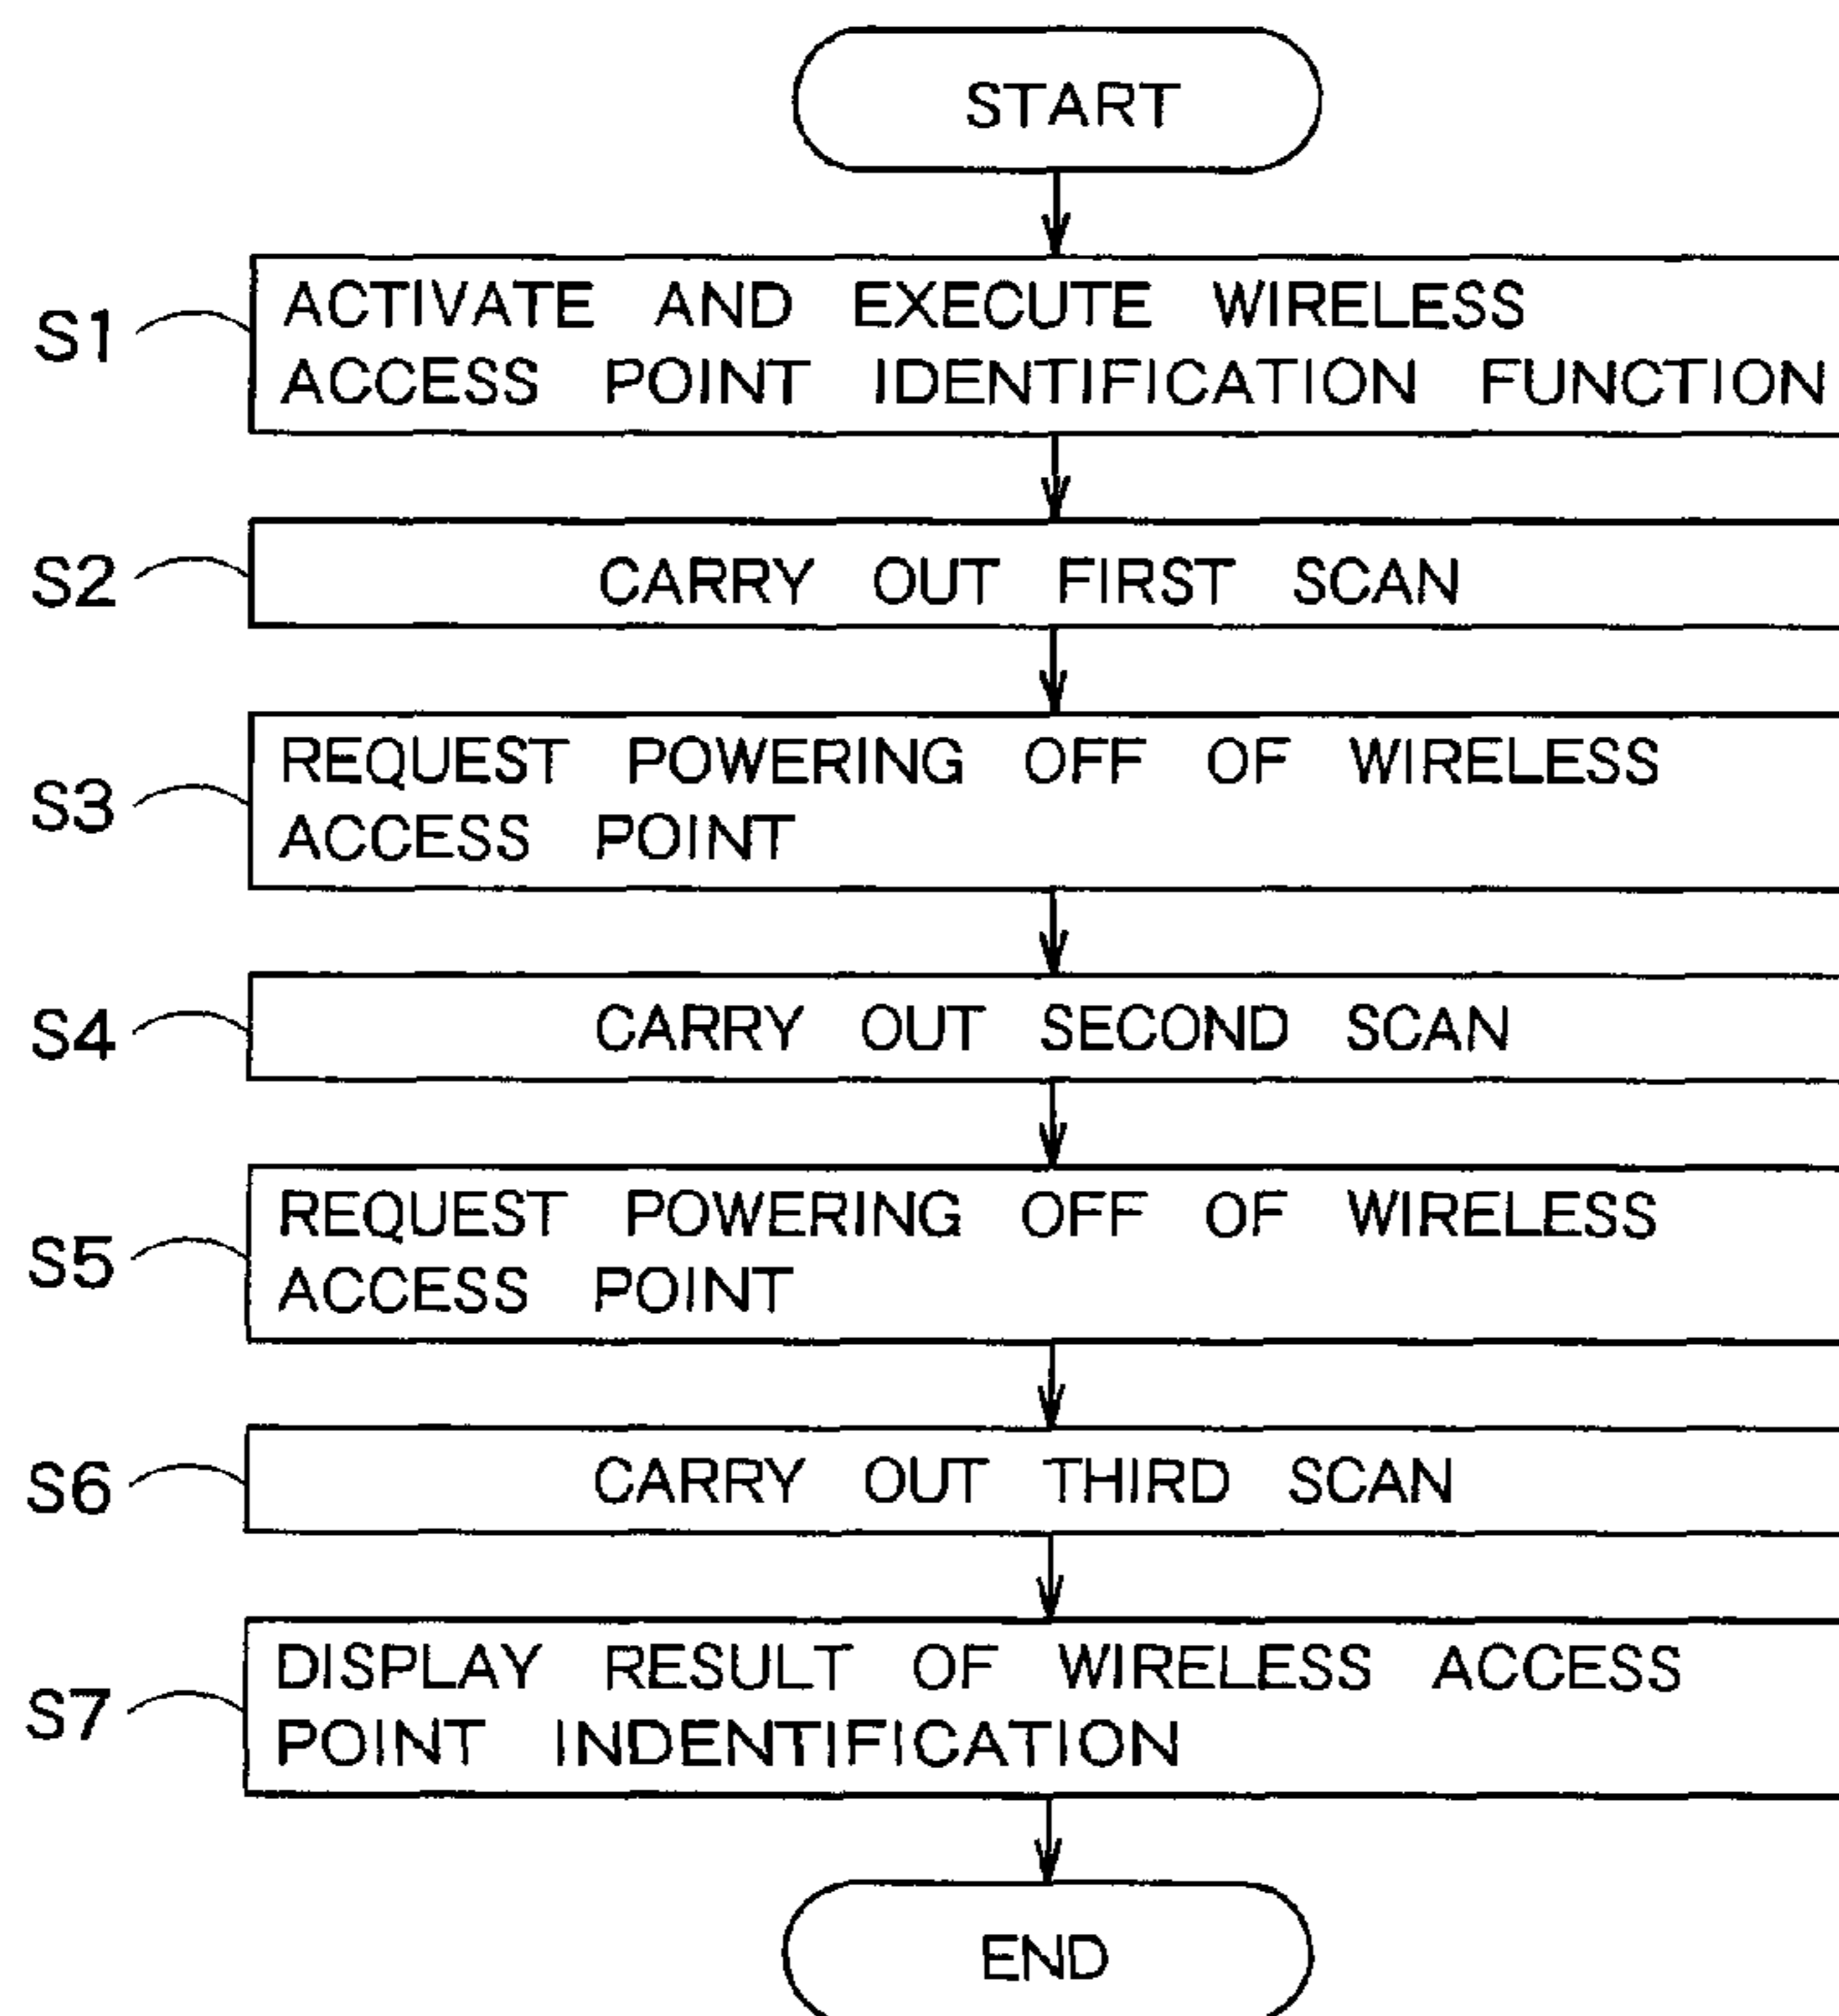 START
S1
ACTIVATE AND EXECUTE WIRELESS
ACCESS POINT IDENTIFICATION FUNCTION
S2
CARRY OUT FIRST SCAN
S3
REQUEST POWERING OFF OF WIRELESS
ACCESS POINT
S4
CARRY OUT SECOND SCAN
S5
REQUEST POWERING OFF OF WIRELESS
ACCESS POINT
S6
CARRY OUT THIRD SCAN
S7
DISPLAY RESULT OF WIRELESS ACCESS
POINT INDENTIFICATION
END